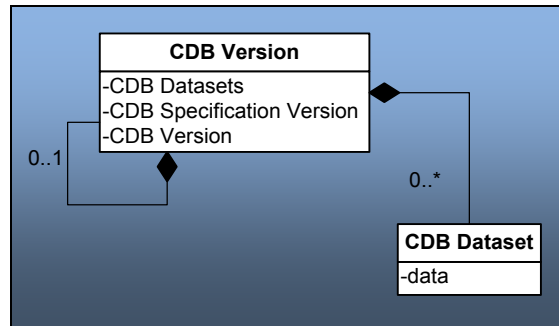 CDB Version
-CDB Datasets
-CDB Specification Version
-CDB Version
0..1
0..*
CDB Dataset
-data